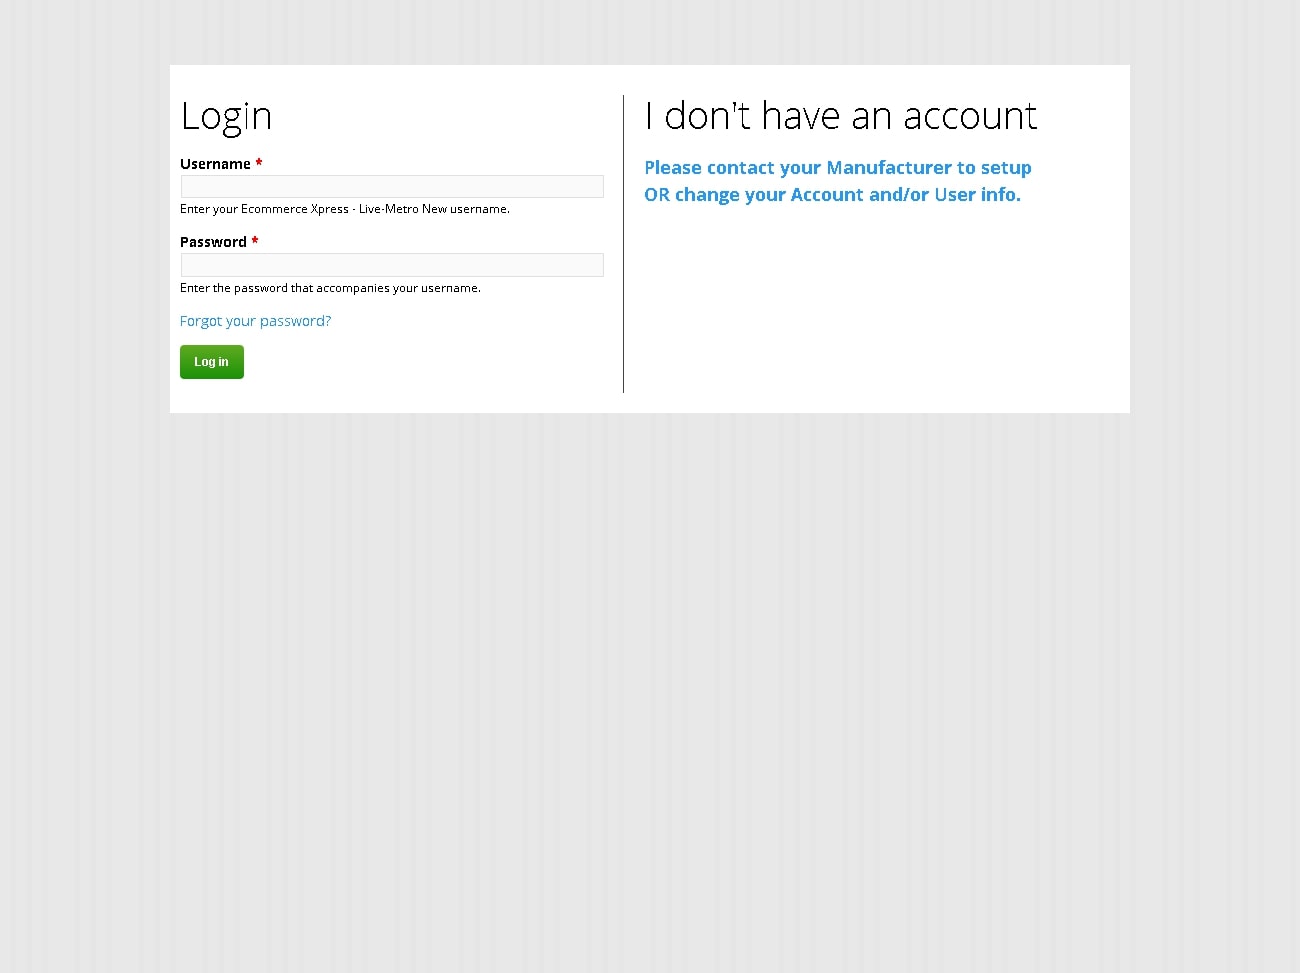 Login
Username *
Enter your Ecommerce Xpress - Live-Metro New username.
Password *
Enter the password that accompanies your username.
Forgot your password?
Log in
I don't have an account
Please contact your Manufacturer to setup
OR change your Account and/or User info.